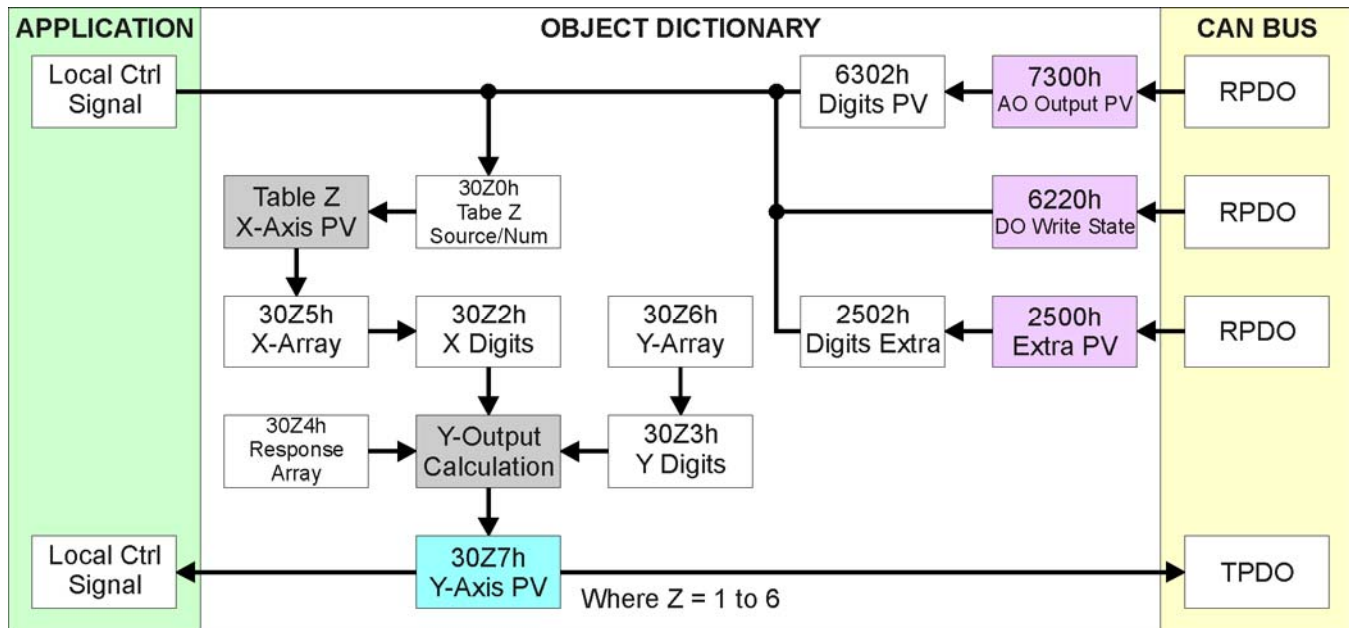 APPLICATION
OBJECT DICTIONARY
CAN BUS
Local Ctrl
Signal
6302h
Digits PV
7300h
AO Output PV
RPDO
Table Z
X-Axis PV
30Z0h
Tabe Z
Source/Num
6220h
DO Write State
RPDO
30Z5h
X-Array
30Z2h
X Digits
30Z6h
Y-Array
2502h
Digits Extra
2500h
Extra PV
RPDO
30Z4h
Response
Array
Y-Output
Calculation
30Z3h
Y Digits
Local Ctrl
Signal
30Z7h
Y-Axis PV
Where Z = 1 to 6
TPDO